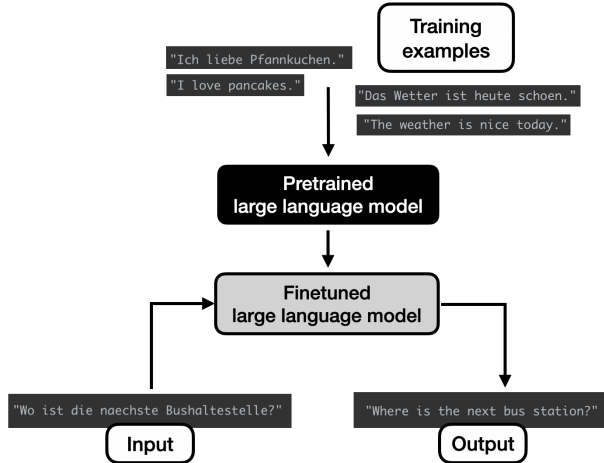 Training
examples
"Ich liebe Pfannkuchen."
"I love pancakes."
"Das Wetter ist heute schoen."
"The weather is nice today."
Pretrained
large language model
Finetuned
large language model
"Wo ist die naechste Bushaltestelle?"
"Where is the next bus station?"
Input
Output